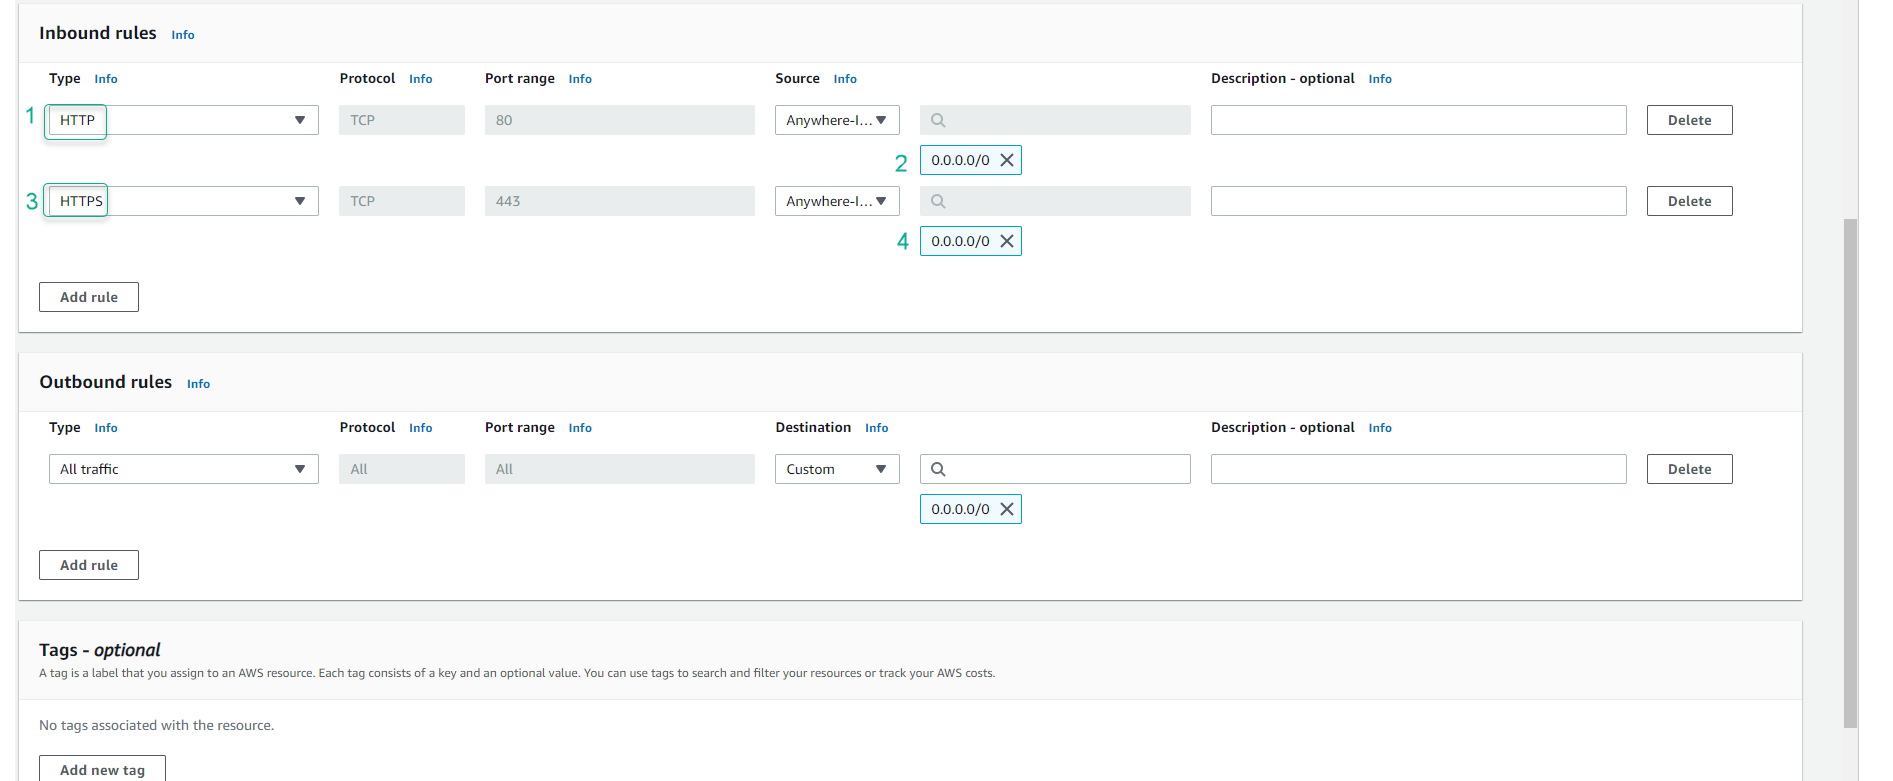 Inbound rules Info
Type Info Protocol Info Port range Info Source Info Description - optional Info
1 HTTP TCP 80 Anywhere-I... Delete
2 0.0.0.0/0
3 HTTPS TCP 443 Anywhere-I... Delete
4 0.0.0.0/0
Add rule
Outbound rules Info
Type Info Protocol Info Port range Info Destination Info Description - optional Info
All traffic All All Custom Delete
0.0.0.0/0
Add rule
Tags - optional
A tag is a label that you assign to an AWS resource. Each tag consists of a key and an optional value. You can use tags to search and filter your resources or track your AWS costs.
No tags associated with the resource.
Add new tag